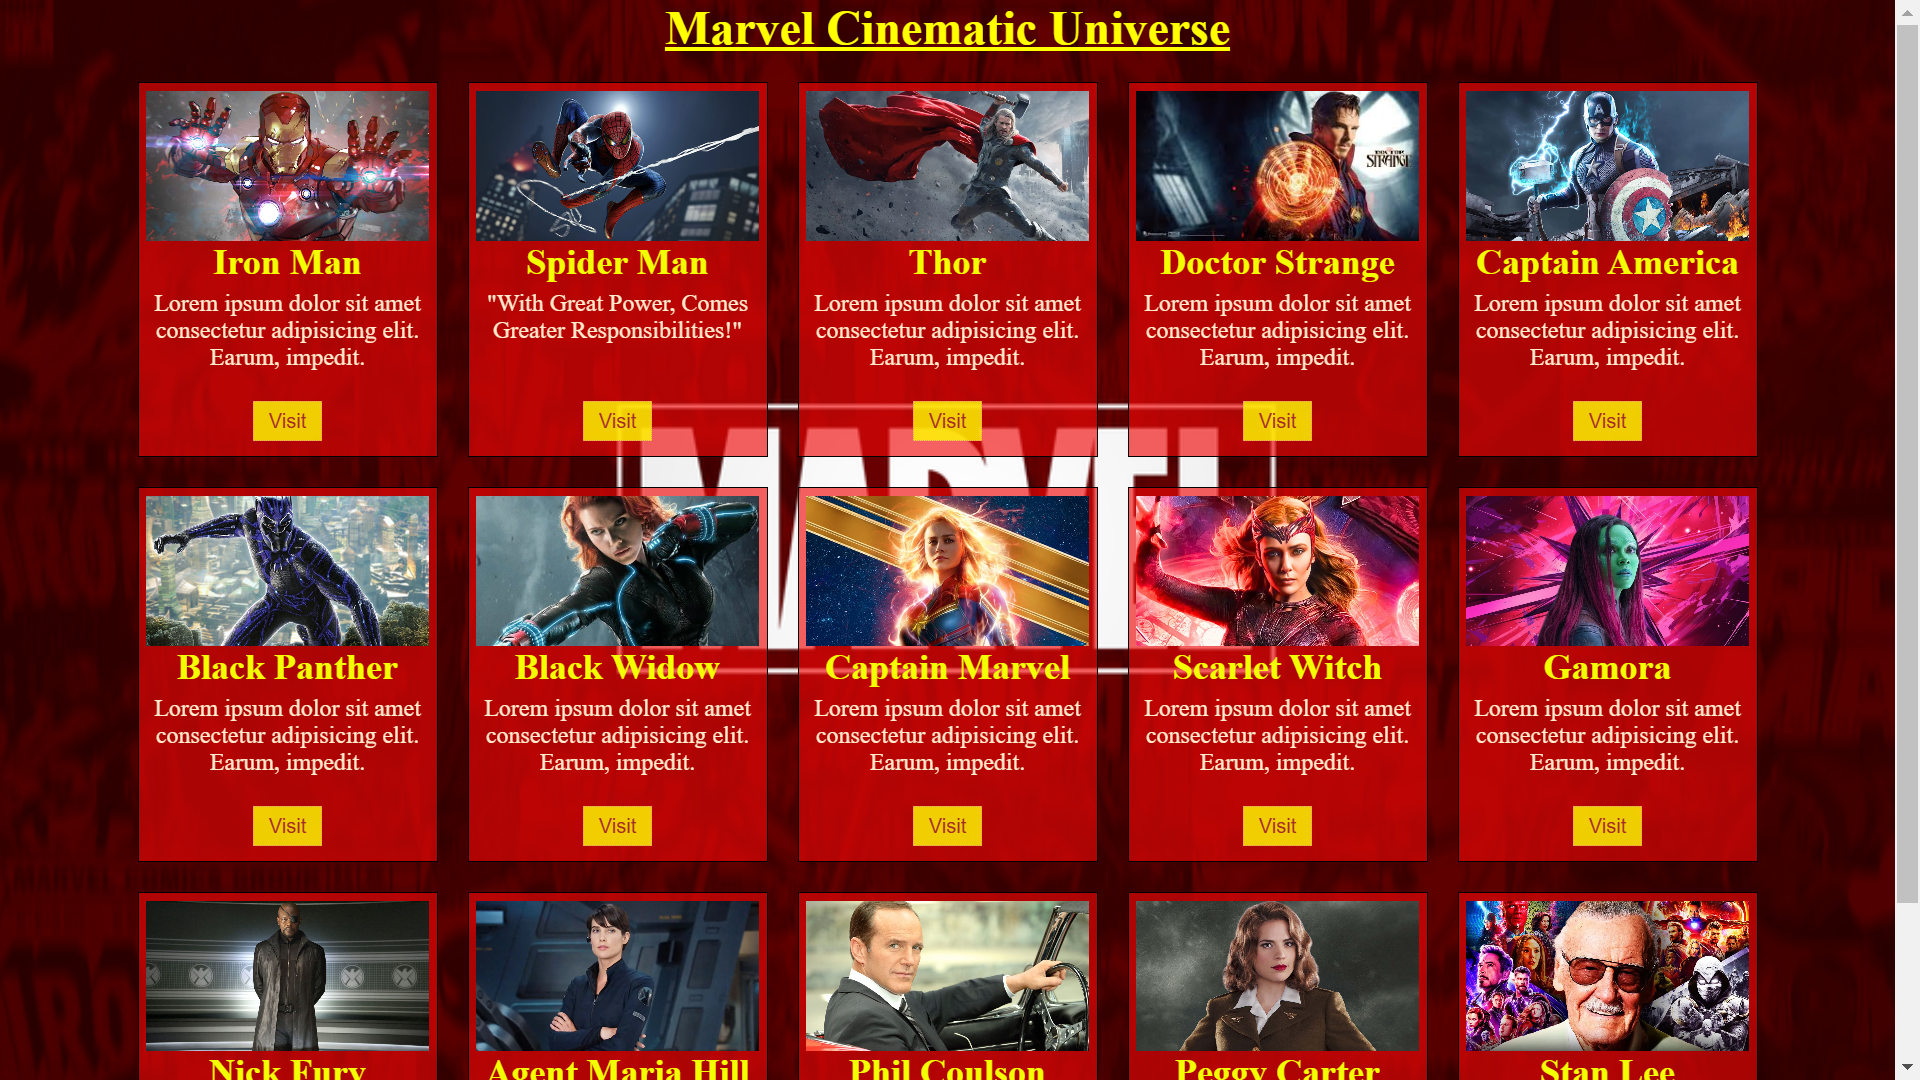 Marvel Cinematic Universe
DOCTOR
STRANGE
Iron Man
Spider Man
Thor
Doctor Strange
Captain America
Lorem ipsum dolor sit amet
consectetur adipisicing elit.
Earum, impedit.
"With Great Power, Comes
Greater Responsibilities!"
Lorem ipsum dolor sit amet
consectetur adipisicing elit.
Earum, impedit.
Lorem ipsum dolor sit amet
consectetur adipisicing elit.
Earum, impedit.
Lorem ipsum dolor sit amet
consectetur adipisicing elit.
Earum, impedit.
Visit
Visit
Visit
Visit
Visit
MARVEL
Black Panther
Black Widow
Captain Marvel
Scarlet Witch
Gamora
Lorem ipsum dolor sit amet
consectetur adipisicing elit.
Earum, impedit.
Lorem ipsum dolor sit amet
consectetur adipisicing elit.
Earum, impedit.
Lorem ipsum dolor sit amet
consectetur adipisicing elit.
Earum, impedit.
Lorem ipsum dolor sit amet
consectetur adipisicing elit.
Earum, impedit.
Lorem ipsum dolor sit amet
consectetur adipisicing elit.
Earum, impedit.
Visit
Visit
Visit
Visit
Visit
Nick Fury
Agent Maria Hill
Phil Coulson
Peggy Carter
Stan Lee